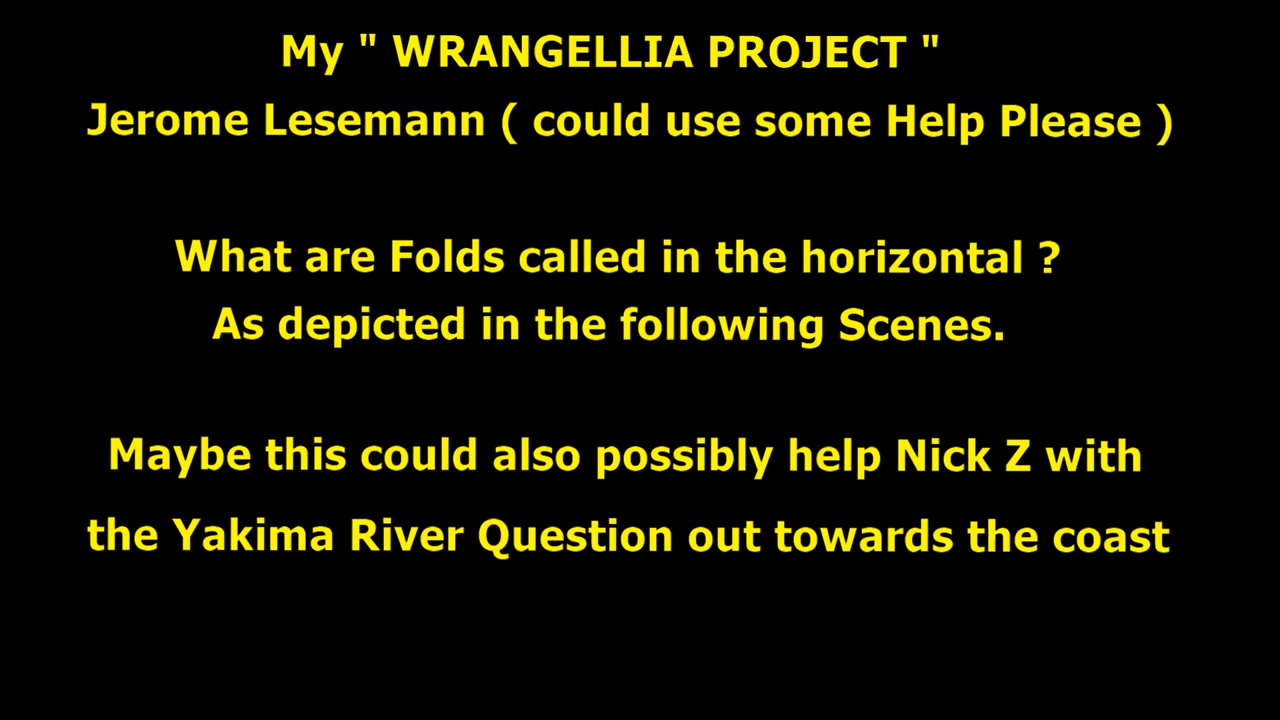 My " WRANGELLIA PROJECT "
Jerome Lesemann ( could use some Help Please )
What are Folds called in the horizontal ?
As depicted in the following Scenes.
Maybe this could also possibly help Nick Z with
the Yakima River Question out towards the coast